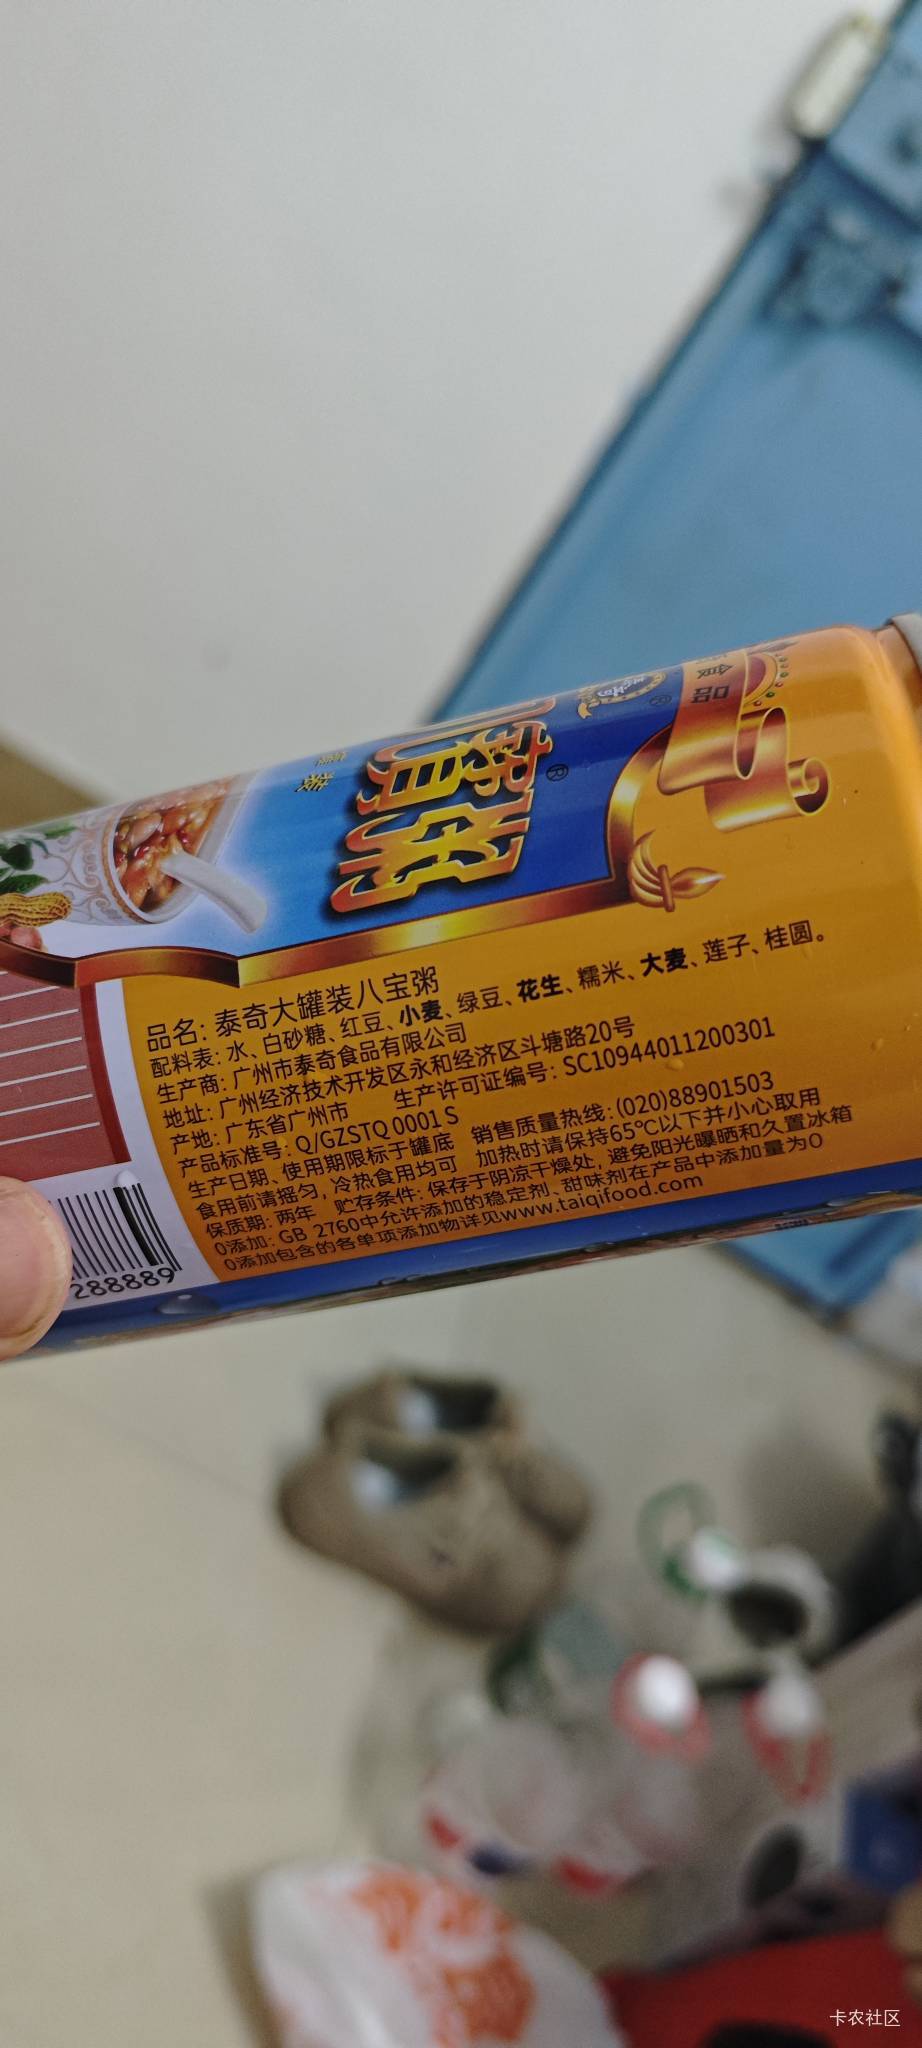 食品
宝粥
®
装
品名: 泰奇大罐装八宝粥
配料表: 水、白砂糖、红豆、小麦、绿豆、花生、糯米、大麦、莲子、桂圆。
生产商: 广州市泰奇食品有限公司
地址: 广州经济技术开发区永和经济区斗塘路20号
产地: 广东省广州市 生产许可证编号: SC10944011200301
产品标准号: Q/GZSTQ 0001 S
生产日期、使用期限标于罐底 销售质量热线: (020)88901503
食用前请摇匀, 冷热食用均可 加热时请保持65℃以下并小心取用
保质期: 两年 贮存条件: 保存于阴凉干燥处, 避免阳光曝晒和久置冰箱
0添加: GB 2760中允许添加的稳定剂、甜味剂在产品中添加量为0
0添加包含的各单项添加物详见www.taiqifood.com
288889
卡农社区